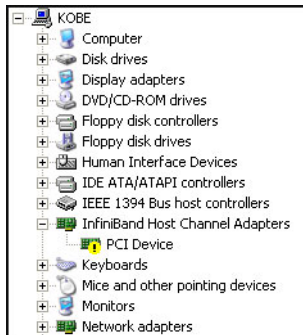 KOBE
Computer
Disk drives
Display adapters
DVD/CD-ROM drives
Floppy disk controllers
Floppy disk drives
Human Interface Devices
IDE ATA/ATAPI controllers
IEEE 1394 Bus host controllers
InfiniBand Host Channel Adapters
PCI Device
Keyboards
Mice and other pointing devices
Monitors
Network adapters